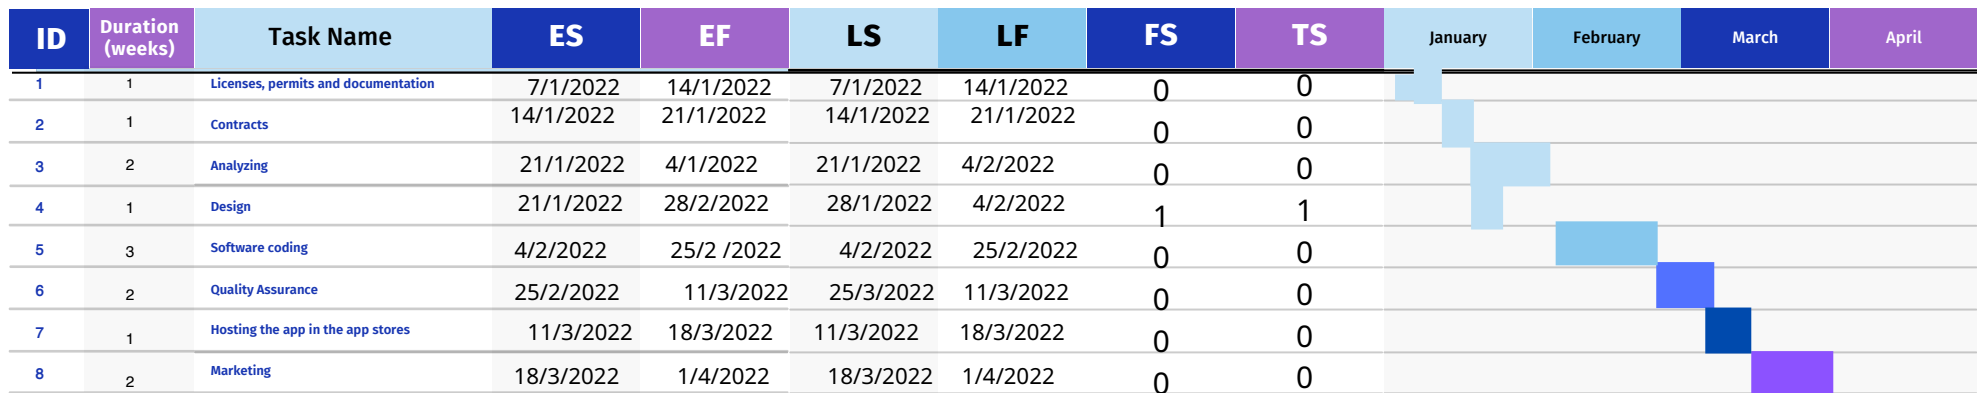 ID Duration (weeks) Task Name ES EF LS LF FS TS January February March April
1 1 Licenses, permits and documentation 7/1/2022 14/1/2022 7/1/2022 14/1/2022 0 0
2 1 Contracts 14/1/2022 21/1/2022 14/1/2022 21/1/2022 0 0
3 2 Analyzing 21/1/2022 4/1/2022 21/1/2022 4/2/2022 0 0
4 1 Design 21/1/2022 28/2/2022 28/1/2022 4/2/2022 1 1
5 3 Software coding 4/2/2022 25/2 /2022 4/2/2022 25/2/2022 0 0
6 2 Quality Assurance 25/2/2022 11/3/2022 25/3/2022 11/3/2022 0 0
7 1 Hosting the app in the app stores 11/3/2022 18/3/2022 11/3/2022 18/3/2022 0 0
8 2 Marketing 18/3/2022 1/4/2022 18/3/2022 1/4/2022 0 0